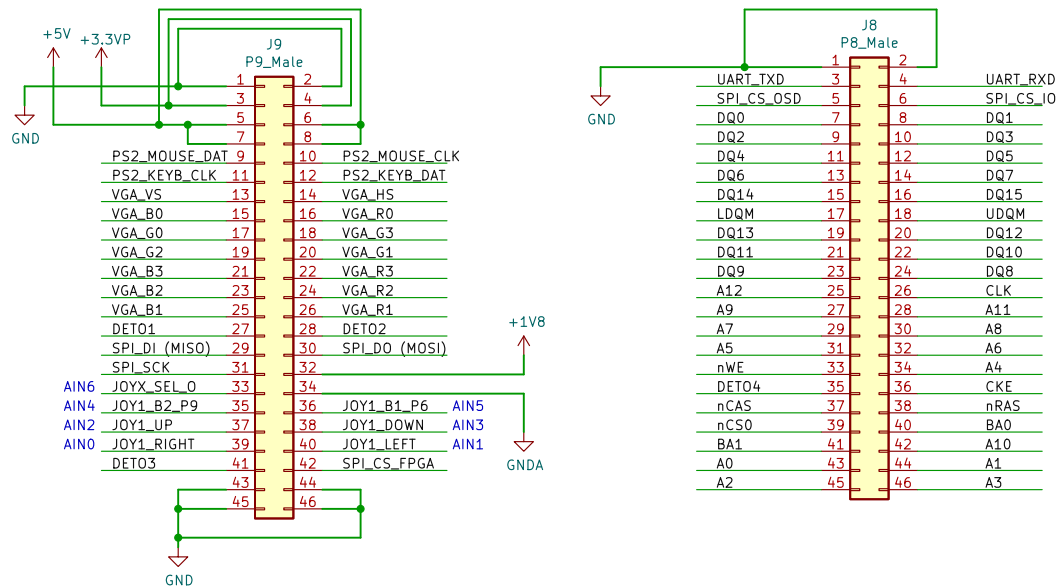 +5V
+3.3VP
J9
P9_Male
GND
1 2
3 4
5 6
7 8
PS2_MOUSE_DAT 9 10 PS2_MOUSE_CLK
PS2_KEYB_CLK 11 12 PS2_KEYB_DAT
VGA_VS 13 14 VGA_HS
VGA_B0 15 16 VGA_R0
VGA_G0 17 18 VGA_G3
VGA_G2 19 20 VGA_G1
VGA_B3 21 22 VGA_R3
VGA_B2 23 24 VGA_R2
VGA_B1 25 26 VGA_R1
DETO1 27 28 DETO2
SPI_DI (MISO) 29 30 SPI_DO (MOSI)
SPI_SCK 31 32
+1V8
AIN6 JOYX_SEL_O 33 34
AIN4 JOY1_B2_P9 35 36 JOY1_B1_P6 AIN5
AIN2 JOY1_UP 37 38 JOY1_DOWN AIN3
AIN0 JOY1_RIGHT 39 40 JOY1_LEFT AIN1
GNDA
DETO3 41 42 SPI_CS_FPGA
43 44
45 46
GND
J8
P8_Male
GND
1 2
UART_TXD 3 4 UART_RXD
SPI_CS_OSD 5 6 SPI_CS_IO
DQ0 7 8 DQ1
DQ2 9 10 DQ3
DQ4 11 12 DQ5
DQ6 13 14 DQ7
DQ14 15 16 DQ15
LDQM 17 18 UDQM
DQ13 19 20 DQ12
DQ11 21 22 DQ10
DQ9 23 24 DQ8
A12 25 26 CLK
A9 27 28 A11
A7 29 30 A8
A5 31 32 A6
nWE 33 34 A4
DETO4 35 36 CKE
nCAS 37 38 nRAS
nCS0 39 40 BA0
BA1 41 42 A10
A0 43 44 A1
A2 45 46 A3